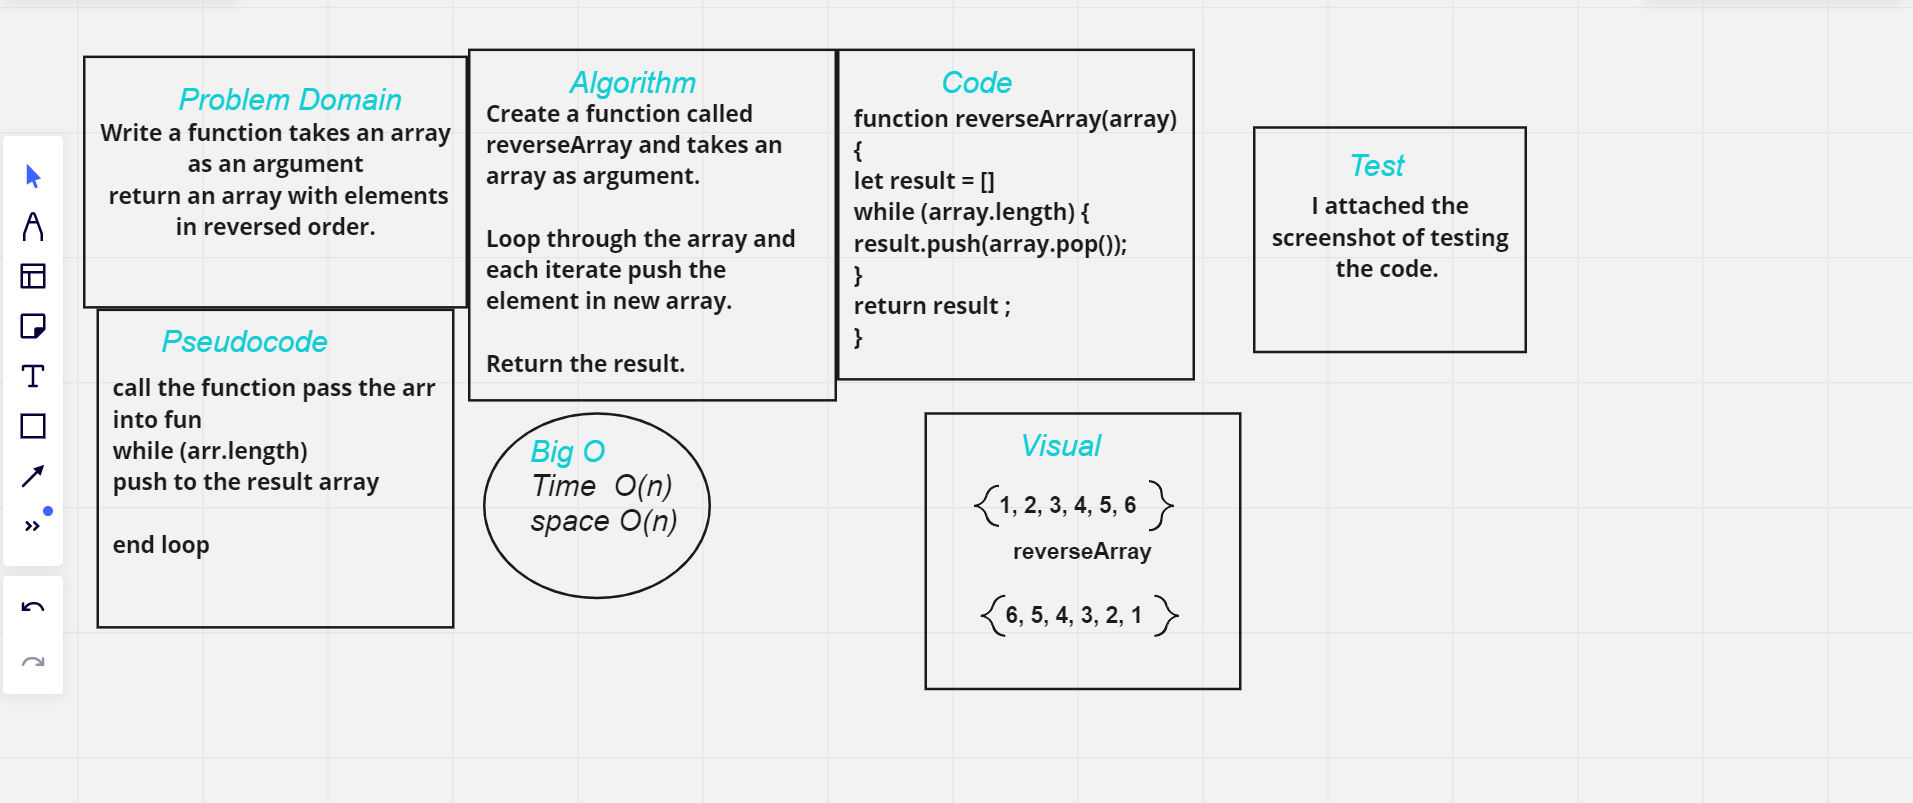 Problem Domain
Write a function takes an array
as an argument
return an array with elements
in reversed order.
Pseudocode
call the function pass the arr
into fun
while (arr.length)
push to the result array
end loop
Algorithm
Create a function called
reverseArray and takes an
array as argument.
Loop through the array and
each iterate push the
element in new array.
Return the result.
Big O
Time O(n)
space O(n)
Code
function reverseArray(array)
{
let result = []
while (array.length) {
result.push(array.pop());
}
return result ;
}
Visual
{1, 2, 3, 4, 5, 6 }
reverseArray
{6, 5, 4, 3, 2, 1 }
Test
I attached the
screenshot of testing
the code.